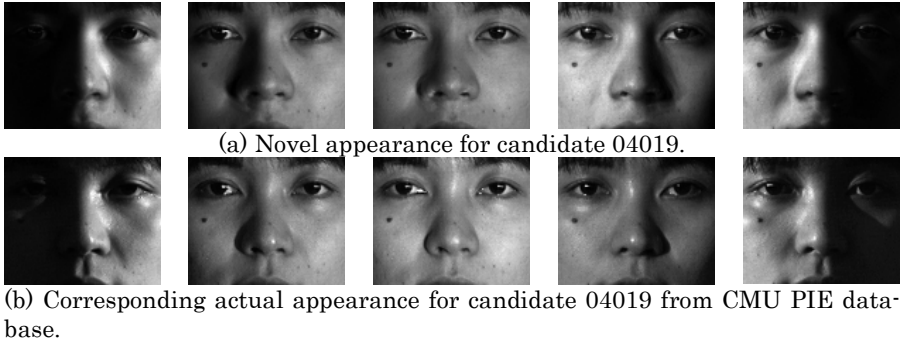 (a) Novel appearance for candidate 04019.
(b) Corresponding actual appearance for candidate 04019 from CMU PIE data-
base.